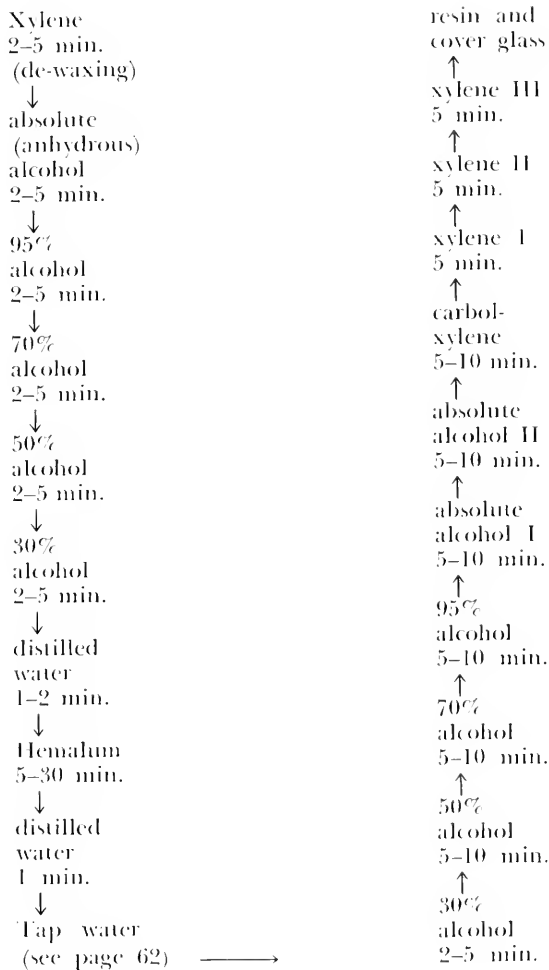 Xylene
2–5 min.
(de-waxing)
↓
absolute
(anhydrous)
alcohol
2–5 min.
↓
95%
alcohol
2–5 min.
↓
70%
alcohol
2–5 min.
↓
50%
alcohol
2–5 min.
↓
30%
alcohol
2–5 min.
↓
distilled
water
1–2 min.
↓
Hemalum
5–30 min.
↓
distilled
water
1 min.
↓
Tap water
(see page 62) →
30%
alcohol
2–5 min.
↑
50%
alcohol
5–10 min.
↑
70%
alcohol
5–10 min.
↑
95%
alcohol
5–10 min.
↑
absolute
alcohol I
5–10 min.
↑
absolute
alcohol II
5–10 min.
↑
carbol-
xylene
5–10 min.
↑
xylene I
5 min.
↑
xylene II
5 min.
↑
xylene III
5 min.
↑
resin and
cover glass